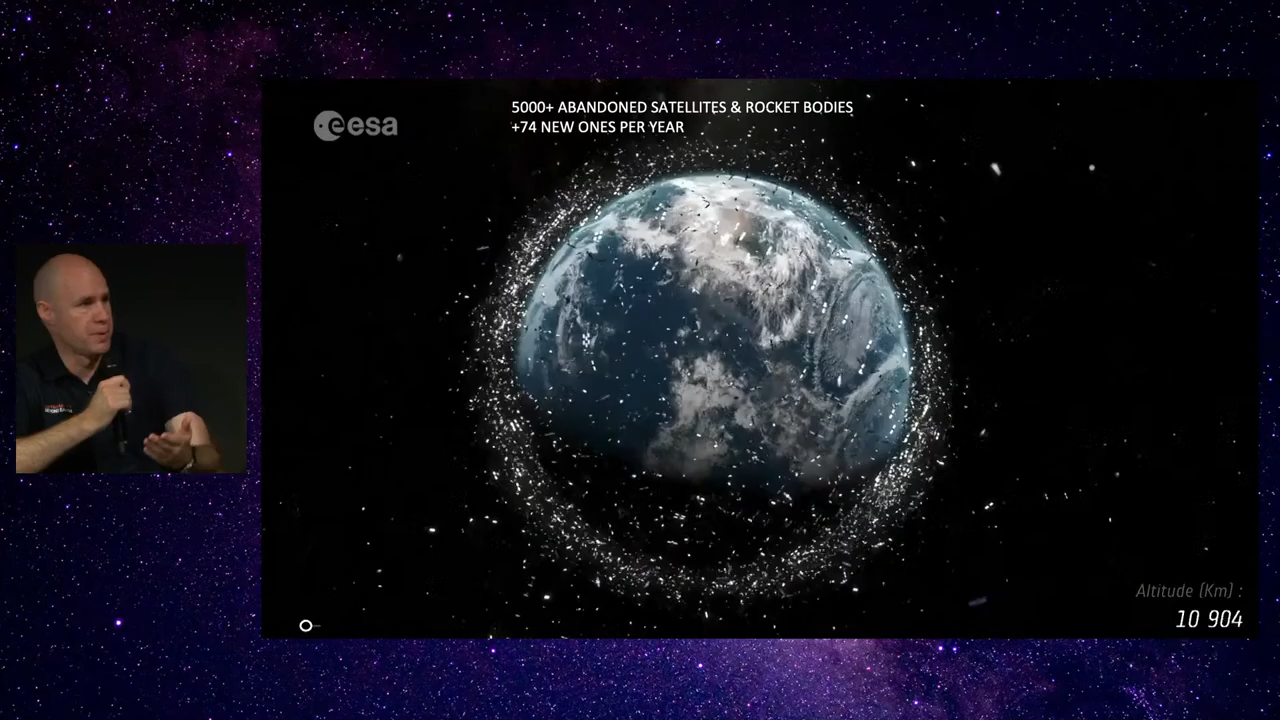 esa
5000+ ABANDONED SATELLITES & ROCKET BODIES
+74 NEW ONES PER YEAR
Altitude (Km) :
10 904